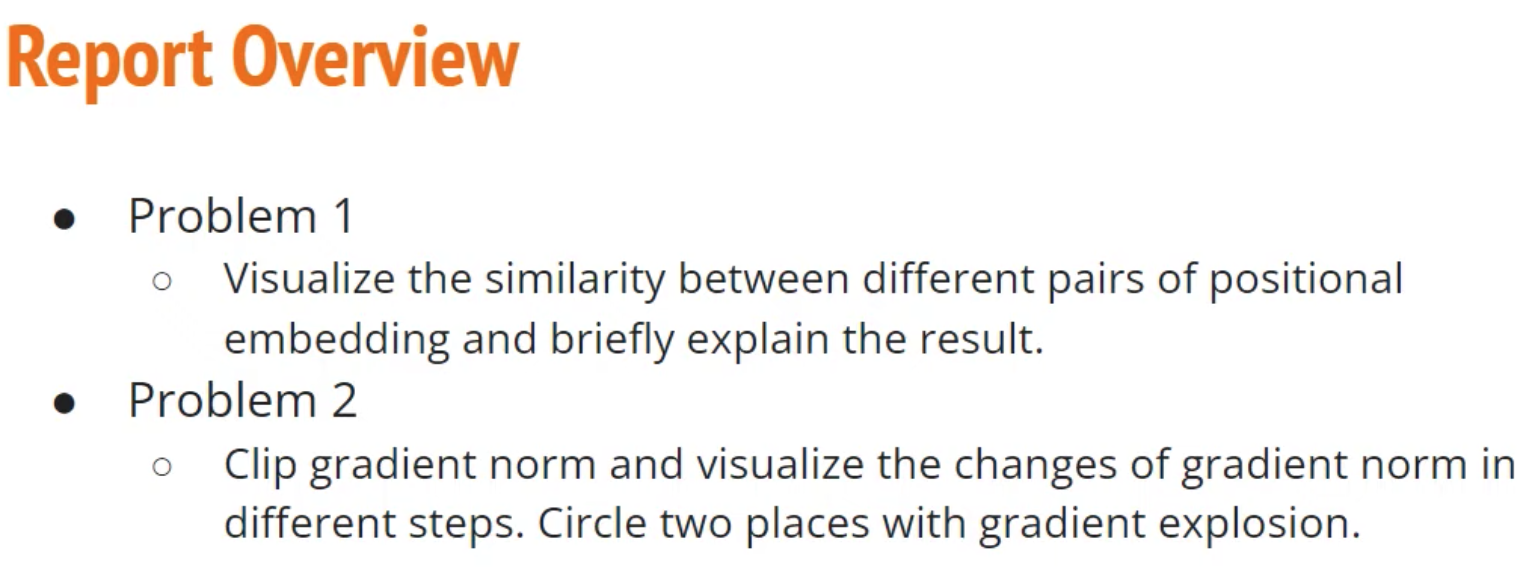 Report Overview
● Problem 1
○ Visualize the similarity between different pairs of positional
embedding and briefly explain the result.
● Problem 2
○ Clip gradient norm and visualize the changes of gradient norm in
different steps. Circle two places with gradient explosion.